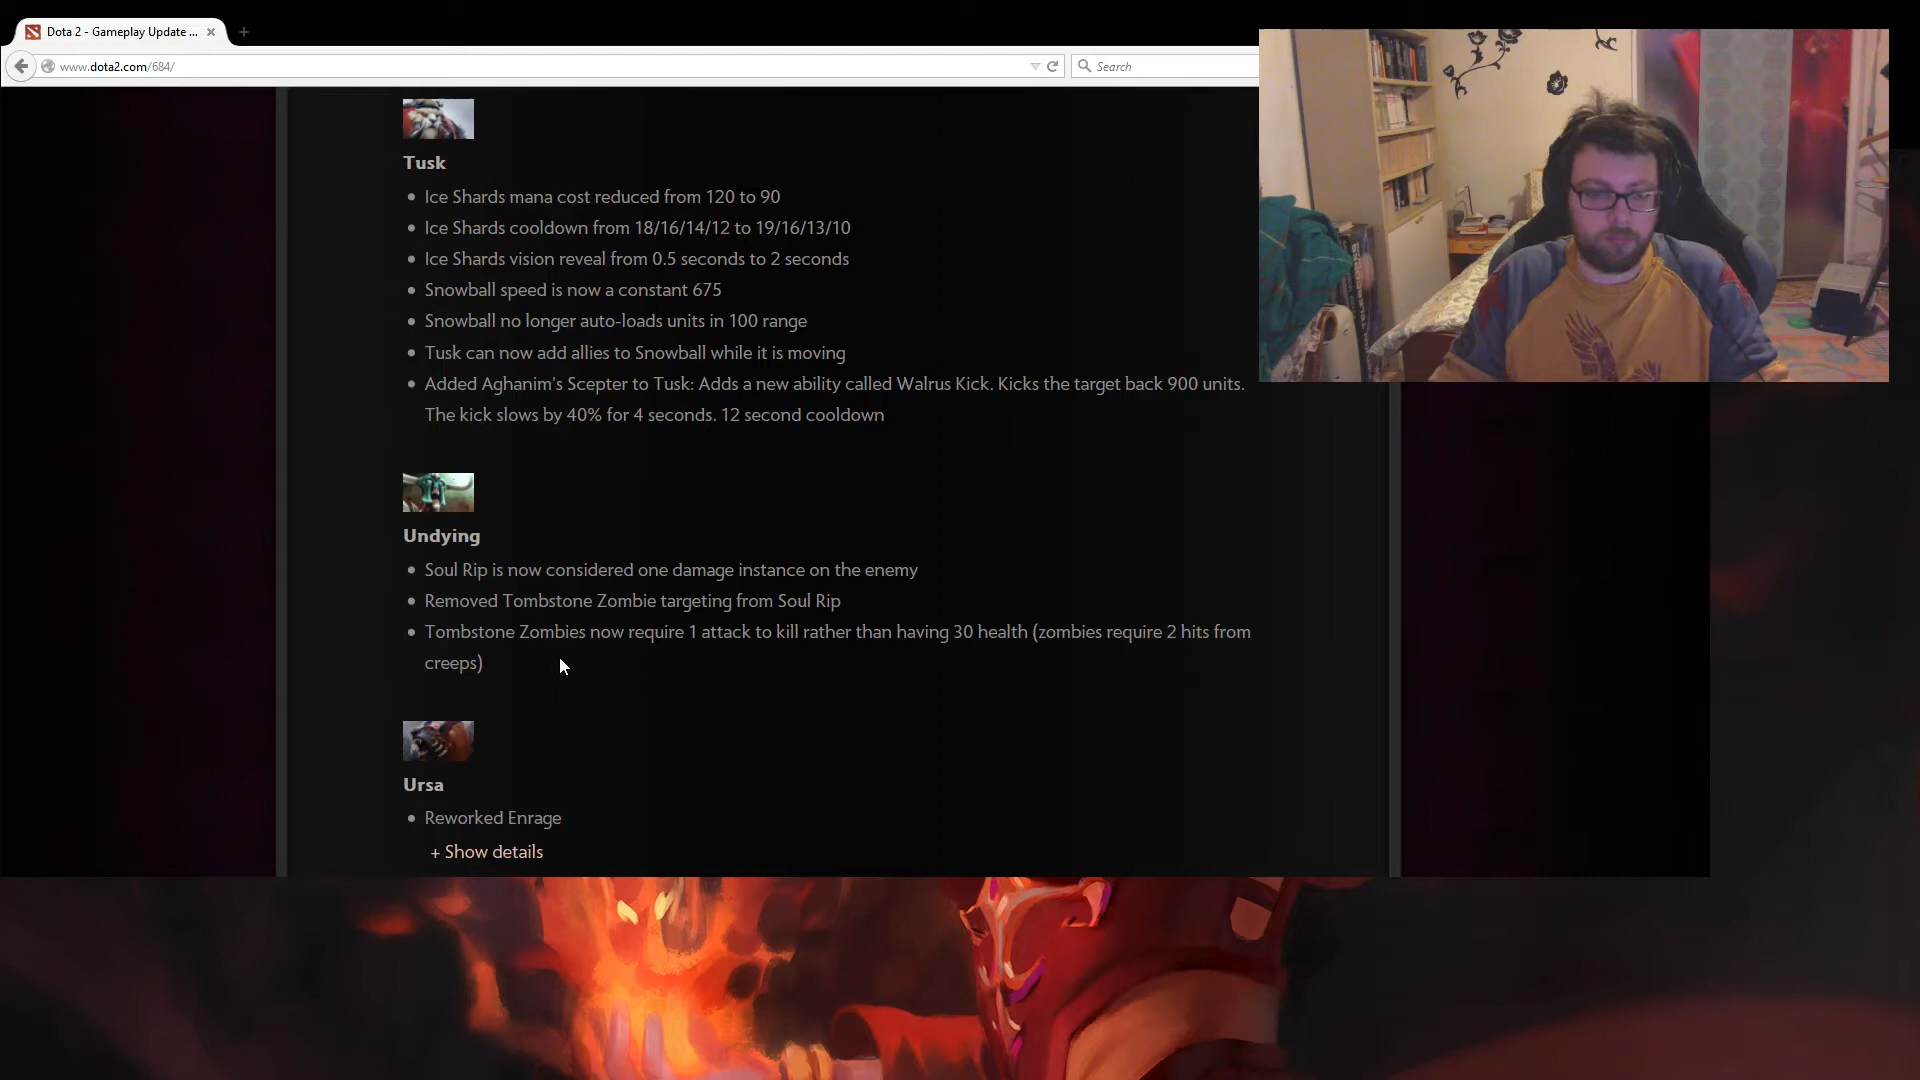 Dota 2 - Gameplay Update ...
www.dota2.com/684/
Search
Tusk
Ice Shards mana cost reduced from 120 to 90
Ice Shards cooldown from 18/16/14/12 to 19/16/13/10
Ice Shards vision reveal from 0.5 seconds to 2 seconds
Snowball speed is now a constant 675
Snowball no longer auto-loads units in 100 range
Tusk can now add allies to Snowball while it is moving
Added Aghanim's Scepter to Tusk: Adds a new ability called Walrus Kick. Kicks the target back 900 units.
The kick slows by 40% for 4 seconds. 12 second cooldown
Undying
Soul Rip is now considered one damage instance on the enemy
Removed Tombstone Zombie targeting from Soul Rip
Tombstone Zombies now require 1 attack to kill rather than having 30 health (zombies require 2 hits from
creeps)
Ursa
Reworked Enrage
+ Show details